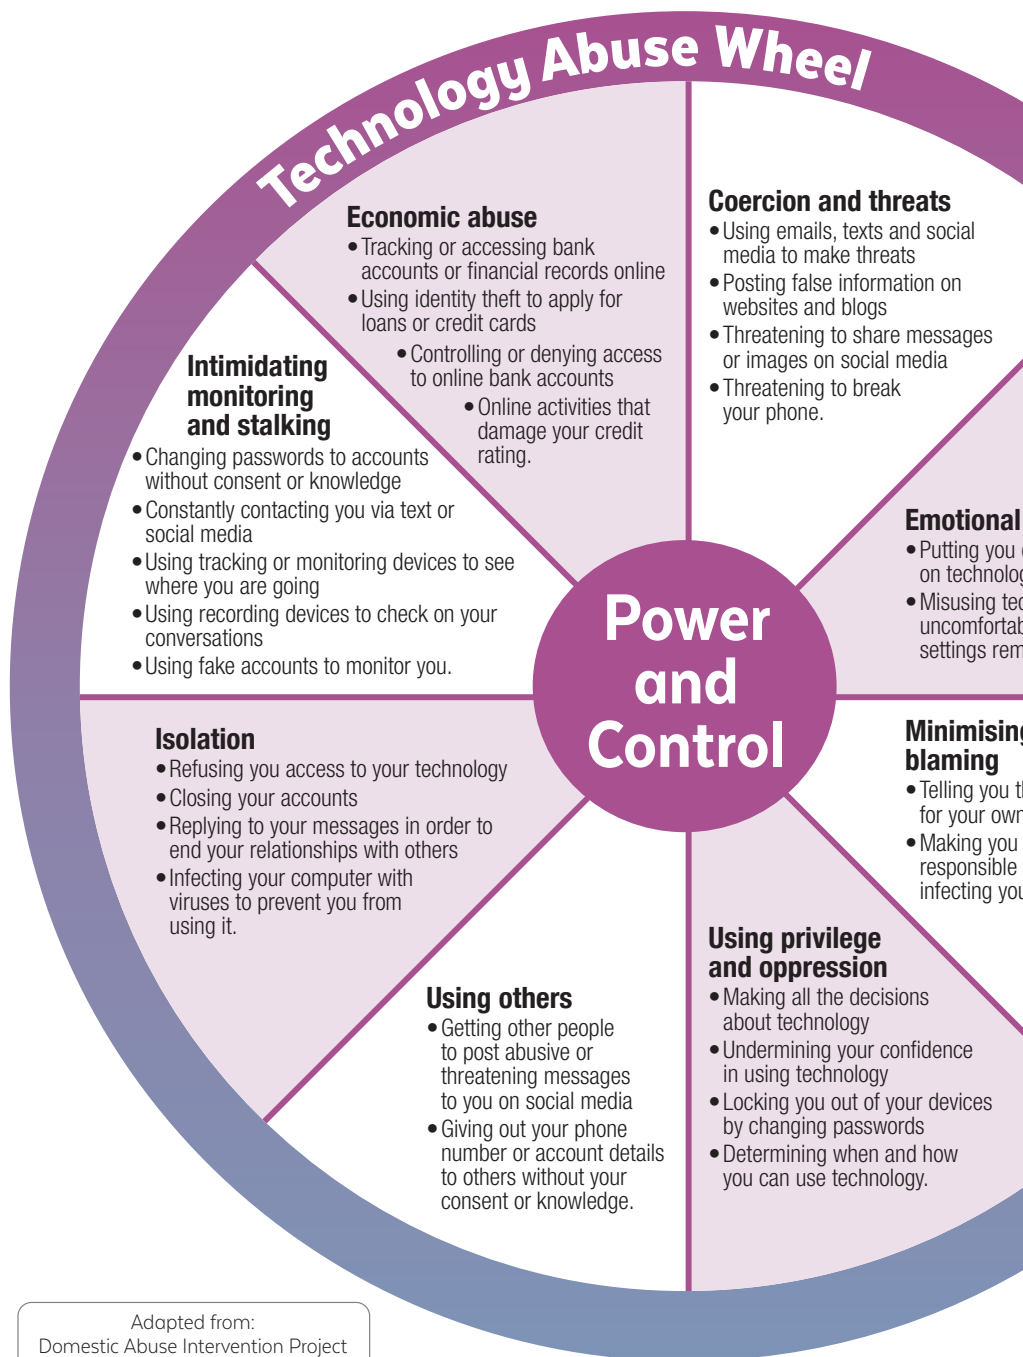 Technology Abuse Wheel
Economic abuse
• Tracking or accessing bank
accounts or financial records online
• Using identity theft to apply for
loans or credit cards
• Controlling or denying access
to online bank accounts
• Online activities that
damage your credit
rating.
Coercion and threats
• Using emails, texts and social
media to make threats
• Posting false information on
websites and blogs
• Threatening to share messages
or images on social media
• Threatening to break
your phone.
Intimidating
monitoring
and stalking
• Changing passwords to accounts
without consent or knowledge
• Constantly contacting you via text or
social media
• Using tracking or monitoring devices to see
where you are going
• Using recording devices to check on your
conversations
• Using fake accounts to monitor you.
Emotional
• Putting you
on
• Misusing
settings
Power
and
Control
Isolation
• Refusing you access to your technology
• Closing your accounts
• Replying to your messages in order to
end your relationships with others
• Infecting your computer with
viruses to prevent you from
using it.
Minimising
blaming
• Telling you
for your own
• Making you
responsible
infecting
Using others
• Getting other people
to post abusive or
threatening messages
to you on social media
• Giving out your phone
number or account details
to others without your
consent or knowledge.
Using privilege
and oppression
• Making all the decisions
about technology
• Undermining your confidence
in using technology
• Locking you out of your devices
by changing passwords
• Determining when and how
you can use technology.
Adapted from:
Domestic Abuse Intervention Project